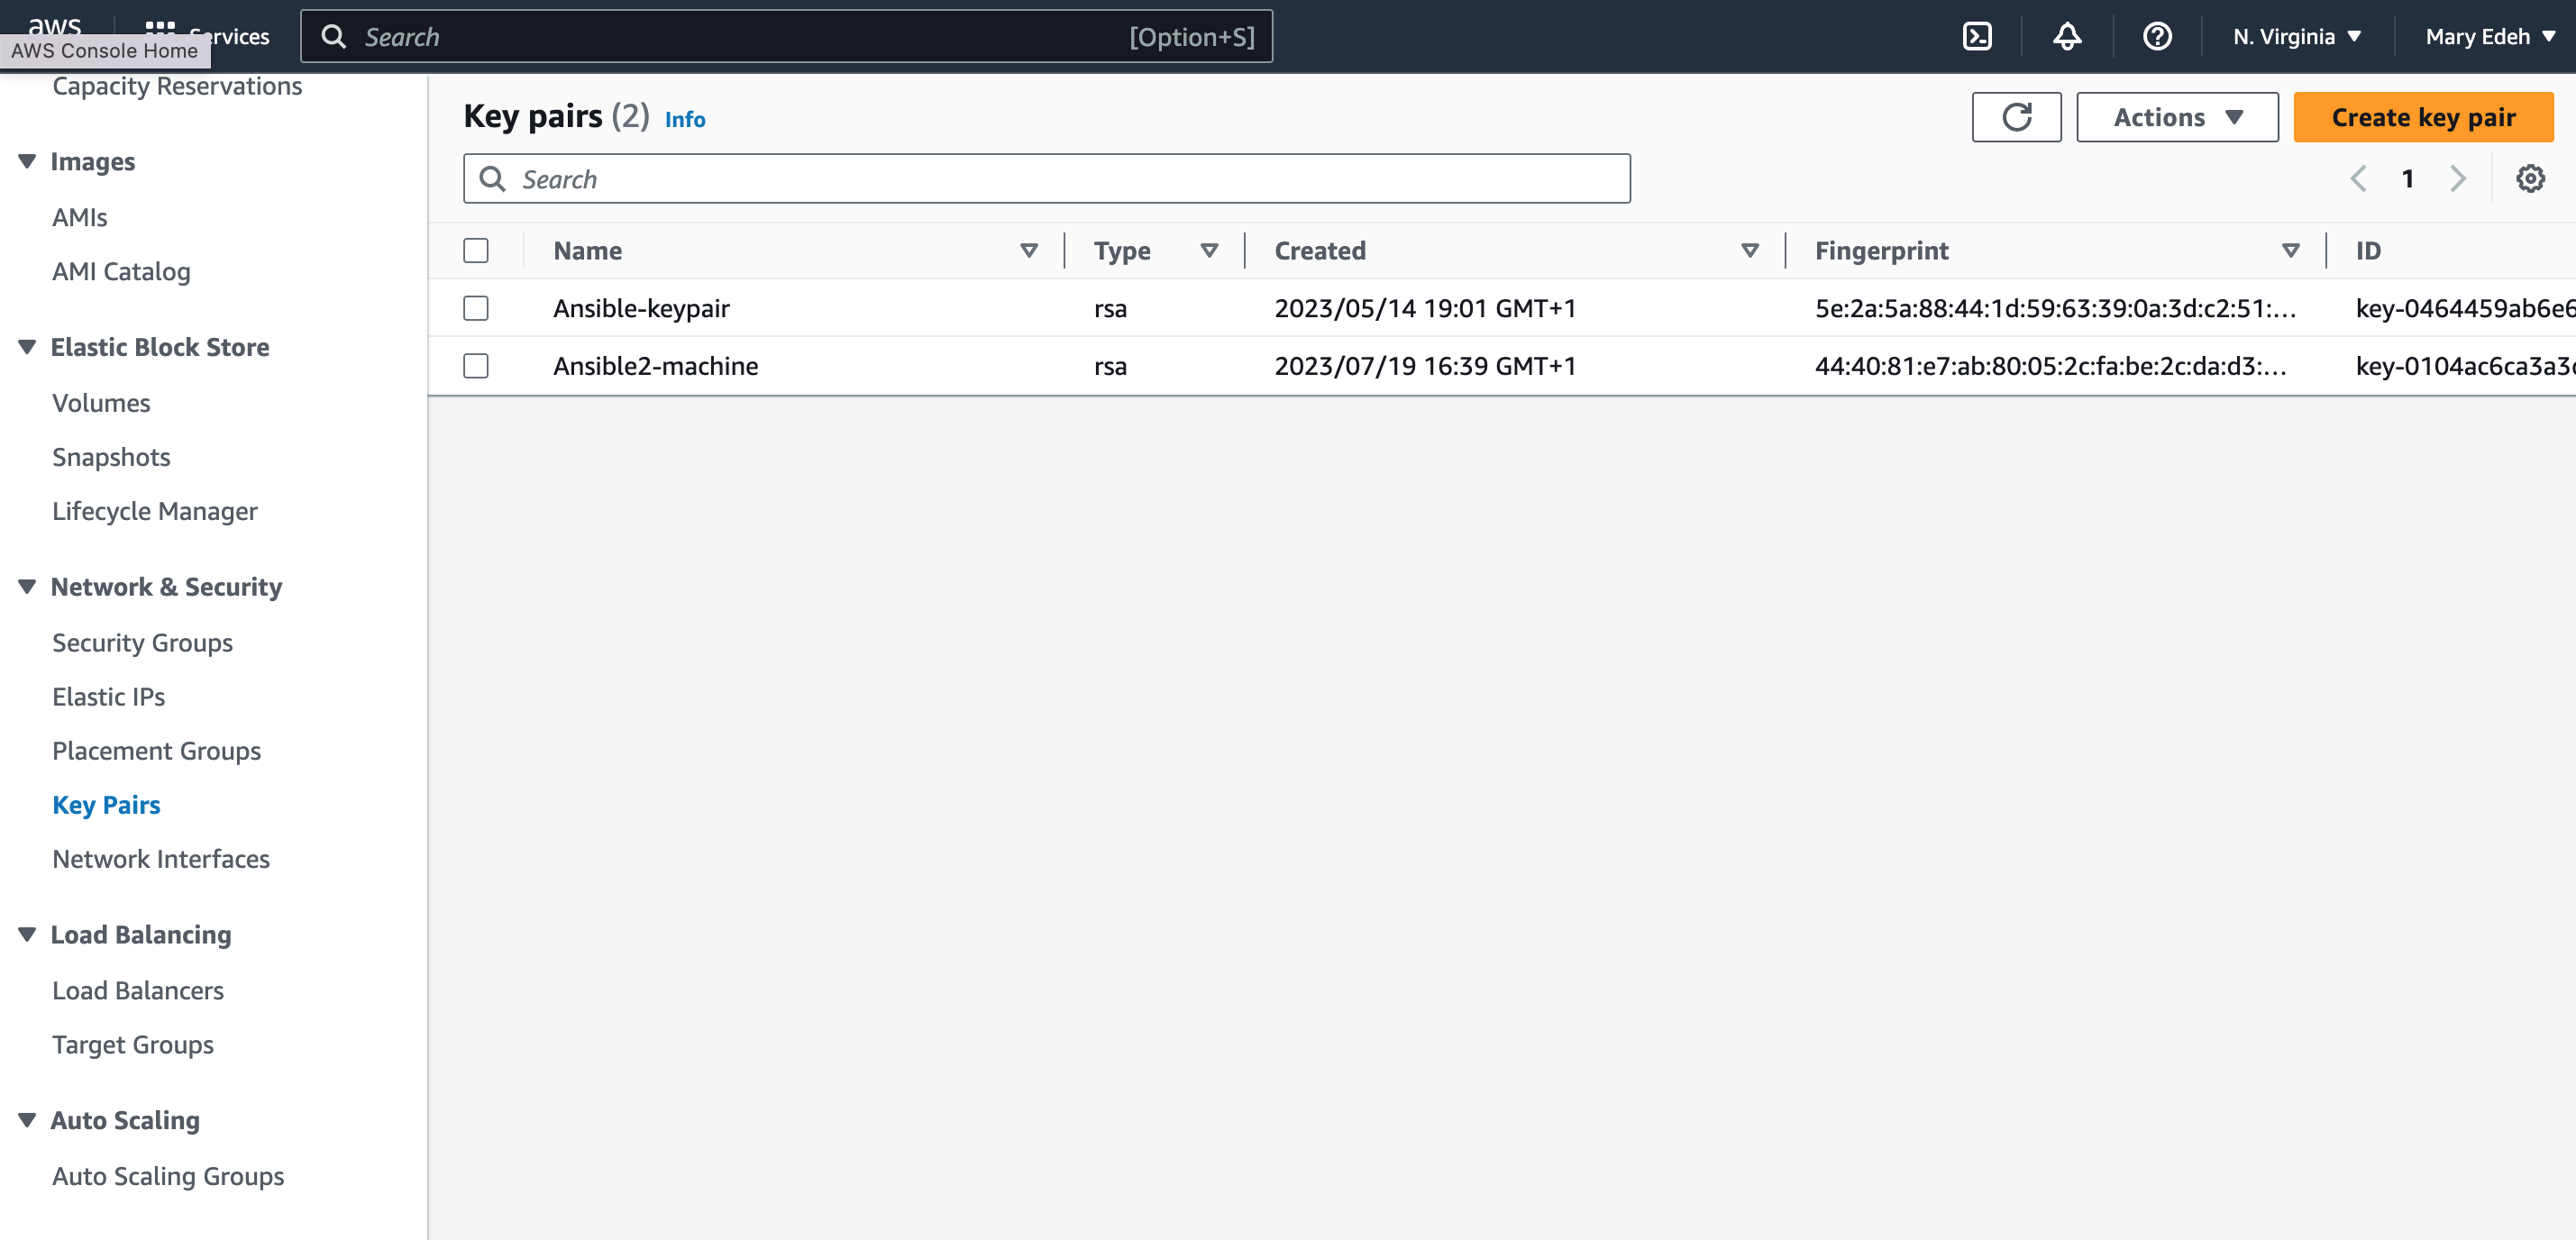 aws
Services
Search
[Option+S]
N. Virginia
Mary Edeh
AWS Console Home
Capacity Reservations
Images
AMIs
AMI Catalog
Elastic Block Store
Volumes
Snapshots
Lifecycle Manager
Network & Security
Security Groups
Elastic IPs
Placement Groups
Key Pairs
Network Interfaces
Load Balancing
Load Balancers
Target Groups
Auto Scaling
Auto Scaling Groups
Key pairs (2) Info
Actions
Create key pair
Search
1
Name Type Created Fingerprint ID
Ansible-keypair rsa 2023/05/14 19:01 GMT+1 5e:2a:5a:88:44:1d:59:63:39:0a:3d:c2:51:... key-0464459ab6e6
Ansible2-machine rsa 2023/07/19 16:39 GMT+1 44:40:81:e7:ab:80:05:2c:fa:be:2c:da:d3:... key-0104ac6ca3a3